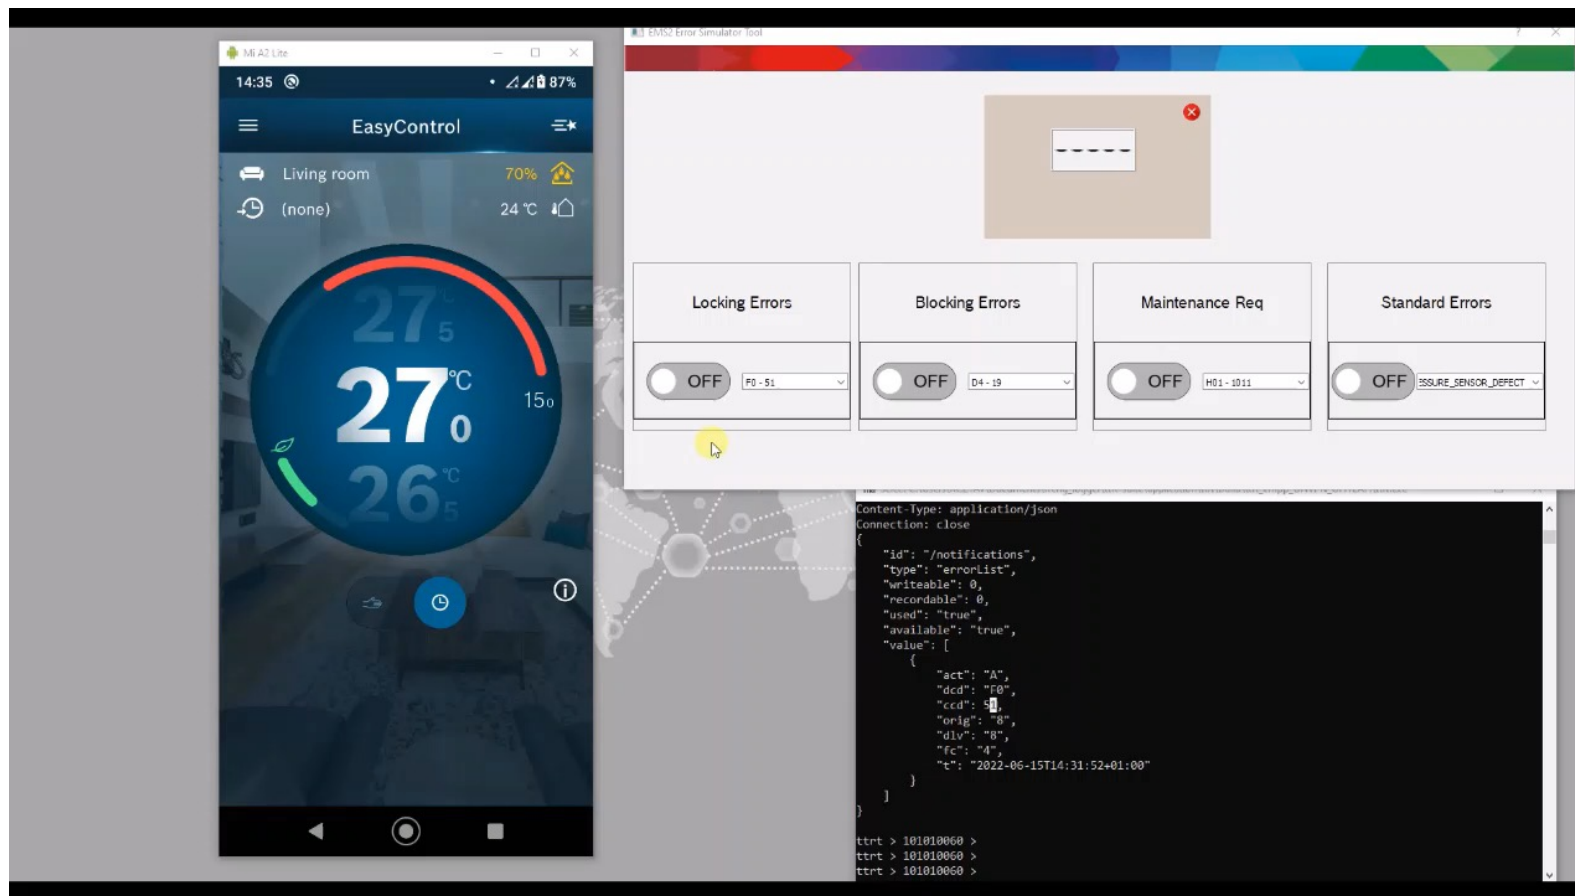 Mi A2 Lite
14:35
87%
EasyControl
Living room
70%
(none)
24 °C
27 5 °C
27 0 °C
15 0
26 5 °C
EMS2 Error Simulator Tool
-----
Locking Errors
Blocking Errors
Maintenance Req
Standard Errors
OFF
F0 - 51
OFF
D4 - 19
OFF
H01 - 1011
OFF
ESSURE_SENSOR_DEFECT
Content-Type: application/json
Connection: close
{
"id": "/notifications",
"type": "errorList",
"writeable": 0,
"recordable": 0,
"used": "true",
"available": "true",
"value": [
{
"act": "A",
"dcd": "F0",
"ccd": 51,
"orig": "8",
"dlv": "8",
"fc": "4",
"t": "2022-06-15T14:31:52+01:00"
}
]
}
ttrt > 101010060 >
ttrt > 101010060 >
ttrt > 101010060 >